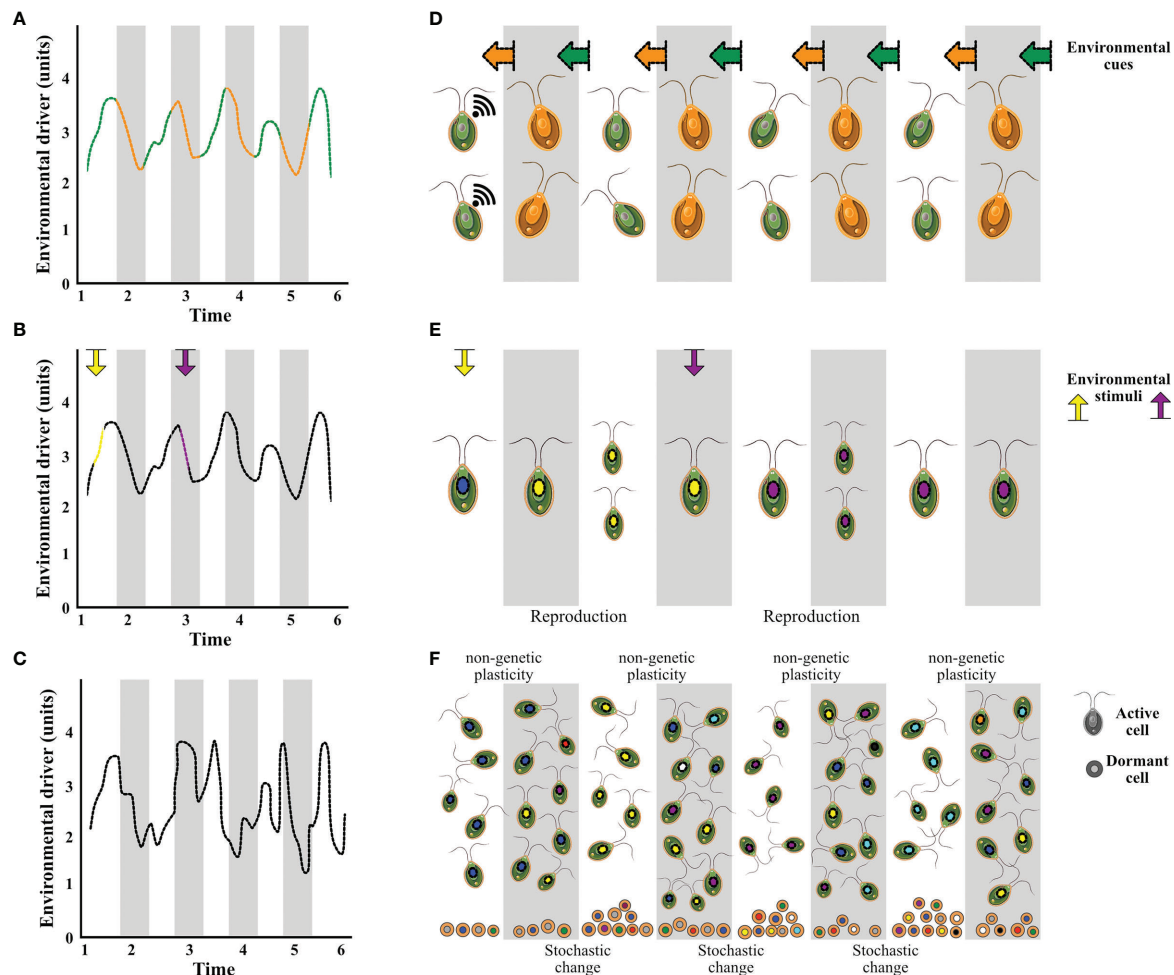 A
Environmental driver (units)
4
3
2
1
0
1 2 3 4 5 6
Time
B
Environmental driver (units)
4
3
2
1
0
1 2 3 4 5 6
Time
C
Environmental driver (units)
4
3
2
1
0
1 2 3 4 5 6
Time
D
Environmental
cues
E
Environmental
stimuli
Reproduction Reproduction
F
non-genetic non-genetic non-genetic non-genetic
plasticity plasticity plasticity plasticity
Active
cell
Dormant
cell
Stochastic Stochastic Stochastic
change change change